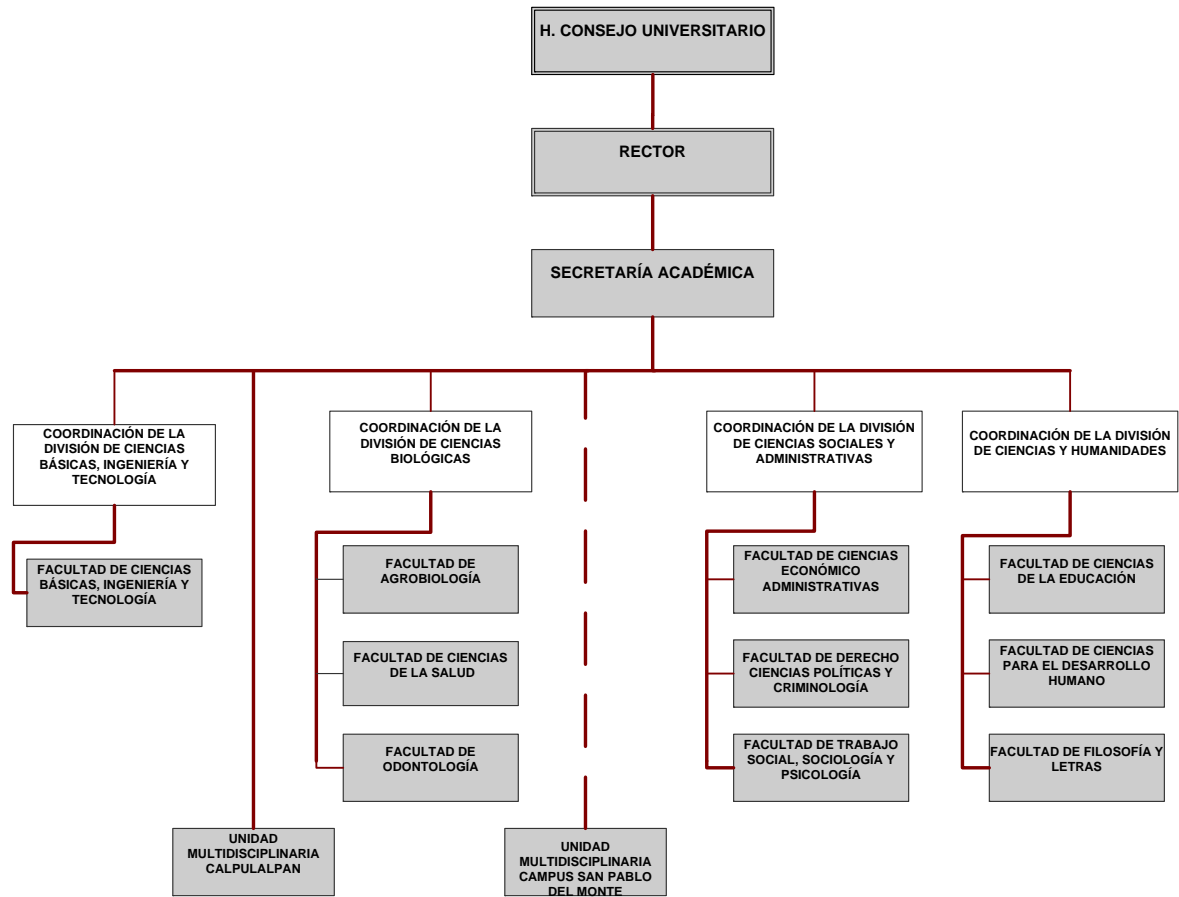 H. CONSEJO UNIVERSITARIO
RECTOR
SECRETARÍA ACADÉMICA
COORDINACIÓN DE LA
DIVISIÓN DE CIENCIAS
BÁSICAS, INGENIERÍA Y
TECNOLOGÍA
COORDINACIÓN DE LA
DIVISIÓN DE CIENCIAS
BIOLÓGICAS
COORDINACIÓN DE LA DIVISIÓN
DE CIENCIAS SOCIALES Y
ADMINISTRATIVAS
COORDINACIÓN DE LA DIVISIÓN
DE CIENCIAS Y HUMANIDADES
FACULTAD DE CIENCIAS
BÁSICAS, INGENIERÍA Y
TECNOLOGÍA
FACULTAD DE
AGROBIOLOGÍA
FACULTAD DE CIENCIAS
DE LA SALUD
FACULTAD DE
ODONTOLOGÍA
FACULTAD DE CIENCIAS
ECONÓMICO
ADMINISTRATIVAS
FACULTAD DE DERECHO
CIENCIAS POLÍTICAS Y
CRIMINOLOGÍA
FACULTAD DE TRABAJO
SOCIAL, SOCIOLOGÍA Y
PSICOLOGÍA
FACULTAD DE CIENCIAS
DE LA EDUCACIÓN
FACULTAD DE CIENCIAS
PARA EL DESARROLLO
HUMANO
FACULTAD DE FILOSOFÍA Y
LETRAS
UNIDAD
MULTIDISCIPLINARIA
CALPULALPAN
UNIDAD
MULTIDISCIPLINARIA
CAMPUS SAN PABLO
DEL MONTE